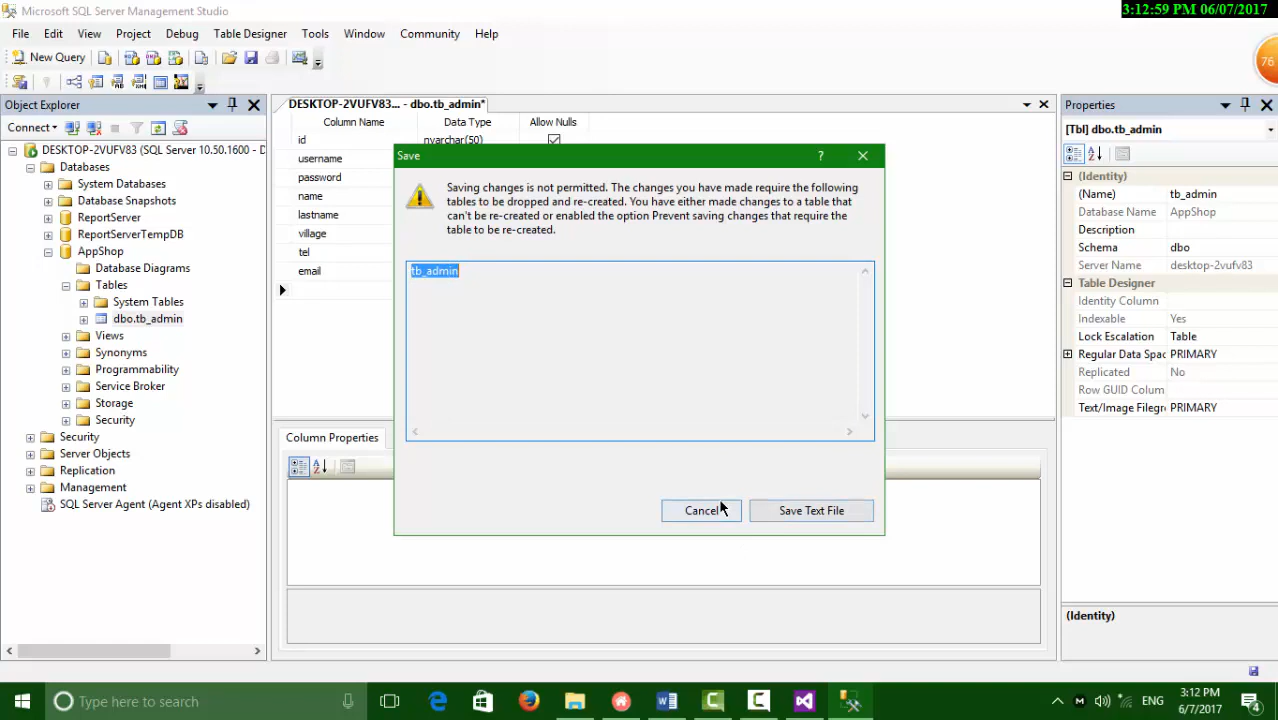 Microsoft SQL Server Management Studio
3:12:59 PM 06/07/2017
File Edit View Project Debug Table Designer Tools Window Community Help
New Query
76
Object Explorer
DESKTOP-2VUFV83... - dbo.tb_admin*
Properties
Connect
Column Name Data Type Allow Nulls
[Tbl] dbo.tb_admin
DESKTOP-2VUFV83 (SQL Server 10.50.1600 - D
id nvarchar(50)
Databases
username
Save
System Databases
password
Saving changes is not permitted. The changes you have made require the following
tables to be dropped and re-created. You have either made changes to a table that
can't be re-created or enabled the option Prevent saving changes that require the
table to be re-created.
(Identity)
Database Snapshots
name
(Name) tb_admin
ReportServer
lastname
Database Name AppShop
ReportServerTempDB
village
Description
AppShop
tel
Schema dbo
Database Diagrams
email
tb_admin
Server Name desktop-2vufv83
Tables
Table Designer
System Tables
Identity Column
dbo.tb_admin
Indexable Yes
Views
Lock Escalation Table
Synonyms
Regular Data Spac PRIMARY
Programmability
Replicated No
Service Broker
Row GUID Colum
Storage
Text/Image Filegr PRIMARY
Security
Security
Column Properties
Server Objects
Replication
Management
SQL Server Agent (Agent XPs disabled)
Cancel Save Text File
(Identity)
Type here to search
ENG
3:12 PM
6/7/2017
4